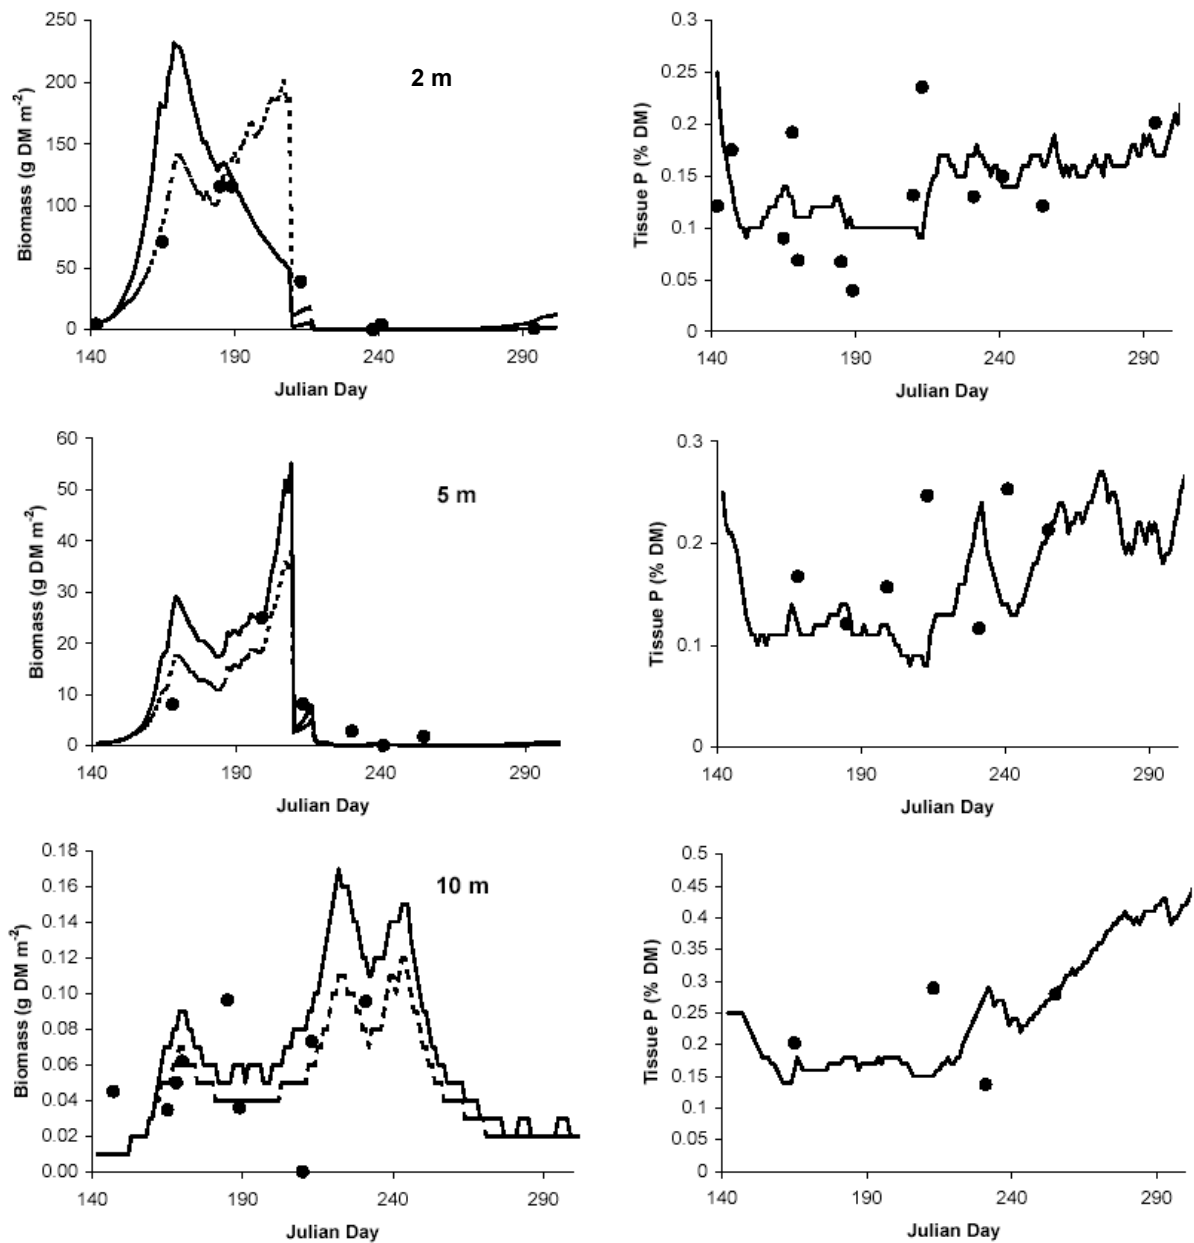 250
200
150
100
50
0
Biomass (g DM m-2)
2 m
140 190 240 290
Julian Day
0.3
0.25
0.2
0.15
0.1
0.05
0
Tissue P (% DM)
140 190 240 290
Julian Day
60
50
40
30
20
10
0
Biomass (g DM m-2)
5 m
140 190 240 290
Julian Day
0.3
0.2
0.1
0
Tissue P (% DM)
140 190 240 290
Julian Day
0.18
0.16
0.14
0.12
0.10
0.08
0.06
0.04
0.02
0.00
Biomass (g DM m-2)
10 m
140 190 240 290
Julian Day
0.5
0.45
0.4
0.35
0.3
0.25
0.2
0.15
0.1
0.05
0
Tissue P (% DM)
140 190 240 290
Julian Day